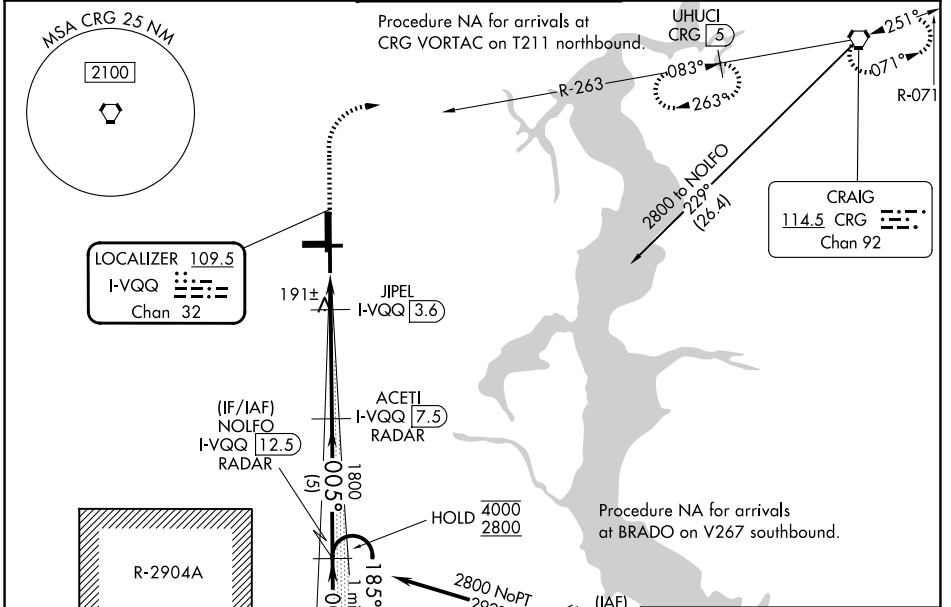 MSA CRG 25 NM
2100
Procedure NA for arrivals at
CRG VORTAC on T211 northbound.
UHUCI
CRG 5
083°
263°
R-263
251°
071°
R-071
2800 to NOLFO
229°
(26.4)
CRAIG
114.5 CRG
Chan 92
LOCALIZER 109.5
I-VQQ
Chan 32
191±
JIPEL
I-VQQ 3.6
ACETI
I-VQQ 7.5
RADAR
(IF/IAF)
NOLFO
I-VQQ 12.5
RADAR
1800
005°
(5)
HOLD 4000
2800
185°
Procedure NA for arrivals
at BRADO on V267 southbound.
R-2904A
2800 NoPT
(IAF)